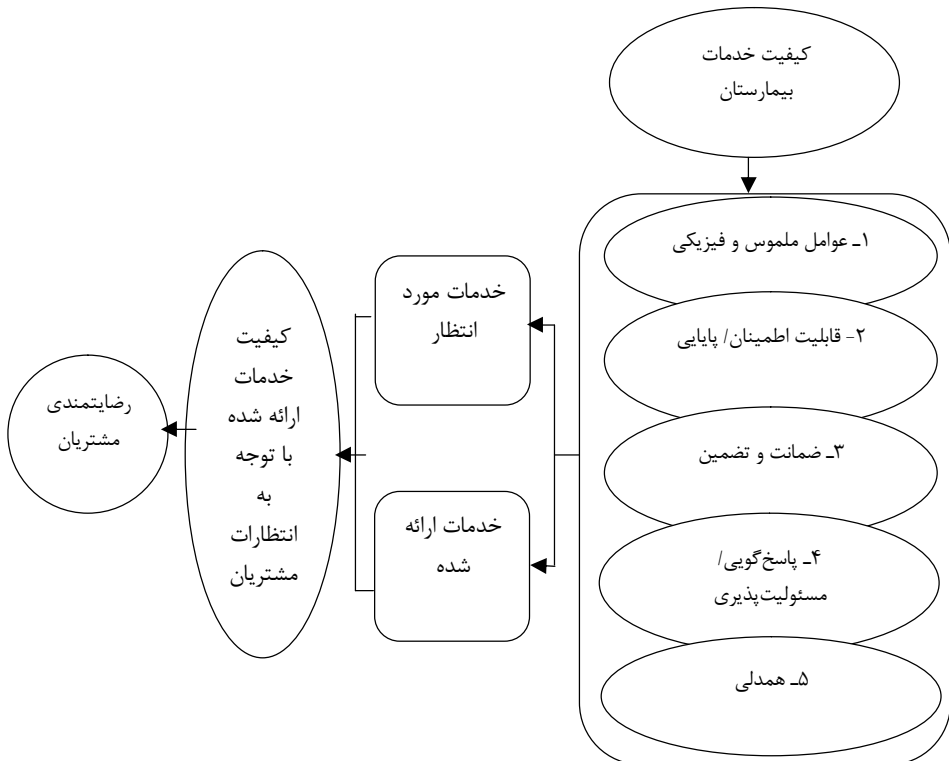 کیفیت خدمات
بیمارستان
۱ـ عوامل ملموس و فیزیکی
۲- قابلیت اطمینان/ پایایی
۳ـ ضمانت و تضمین
۴ـ پاسخ‌گویی/
مسئولیت‌پذیری
۵ـ همدلی
خدمات مورد
انتظار
خدمات ارائه
شده
کیفیت
خدمات
ارائه شده
با توجه
به
انتظارات
مشتریان
رضایتمندی
مشتریان